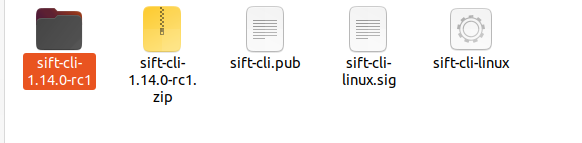 sift-cli-
1.14.0-rc1
sift-cli-
1.14.0-rc1.
zip
sift-cli.pub
sift-cli-
linux.sig
sift-cli-linux